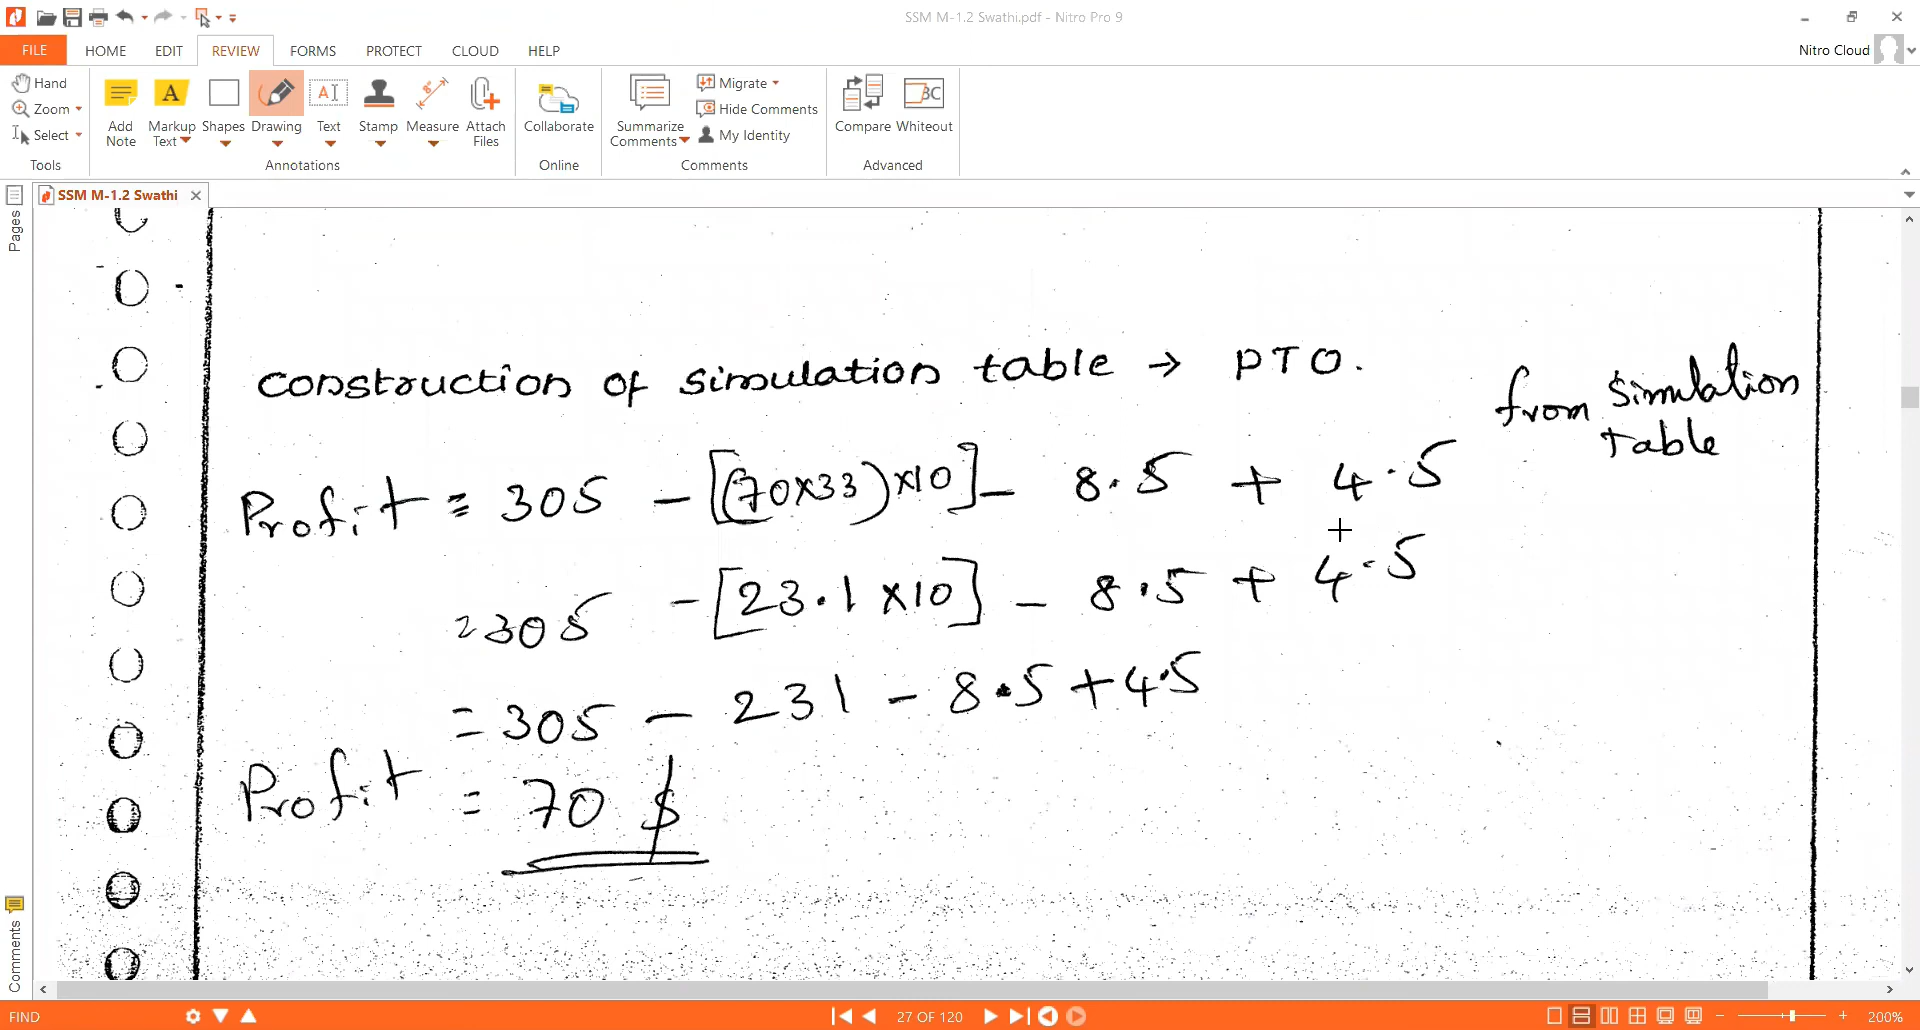 SSM M-1.2 Swathi.pdf - Nitro Pro 9
FILE HOME EDIT REVIEW FORMS PROTECT CLOUD HELP
Nitro Cloud
Hand
Zoom
Select
Tools
Add Note
Markup Text
Shapes
Drawing
Text
Stamp
Measure
Attach Files
Annotations
Collaborate
Online
Summarize Comments
Migrate
Hide Comments
My Identity
Comments
Compare
Whiteout
Advanced
SSM M-1.2 Swathi
Pages
construction of simulation table → PTO.
from simulation
table
Profit = 305 - [(70x33)x10] - 8.5 + 4.5
=305 - [23.1 x10] - 8.5 + 4.5
= 305 - 231 - 8.5 + 4.5
Profit = 70 $
Comments
FIND
27 OF 120
200%